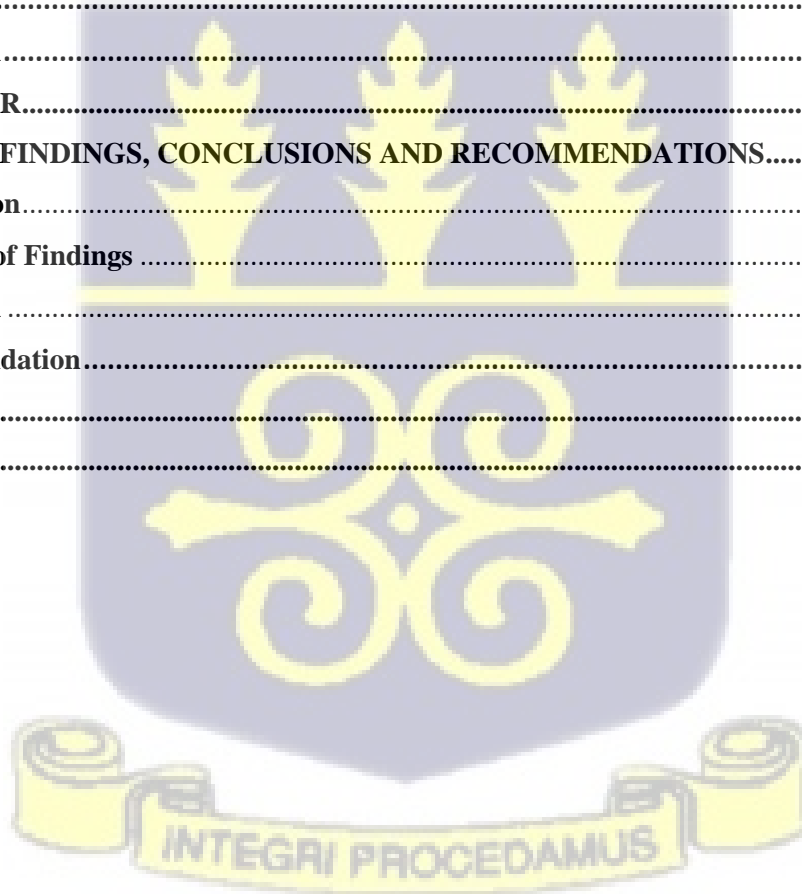 R
FINDINGS, CONCLUSIONS AND RECOMMENDATIONS
on
of Findings
dation
INTEGRI PROCEDAMUS